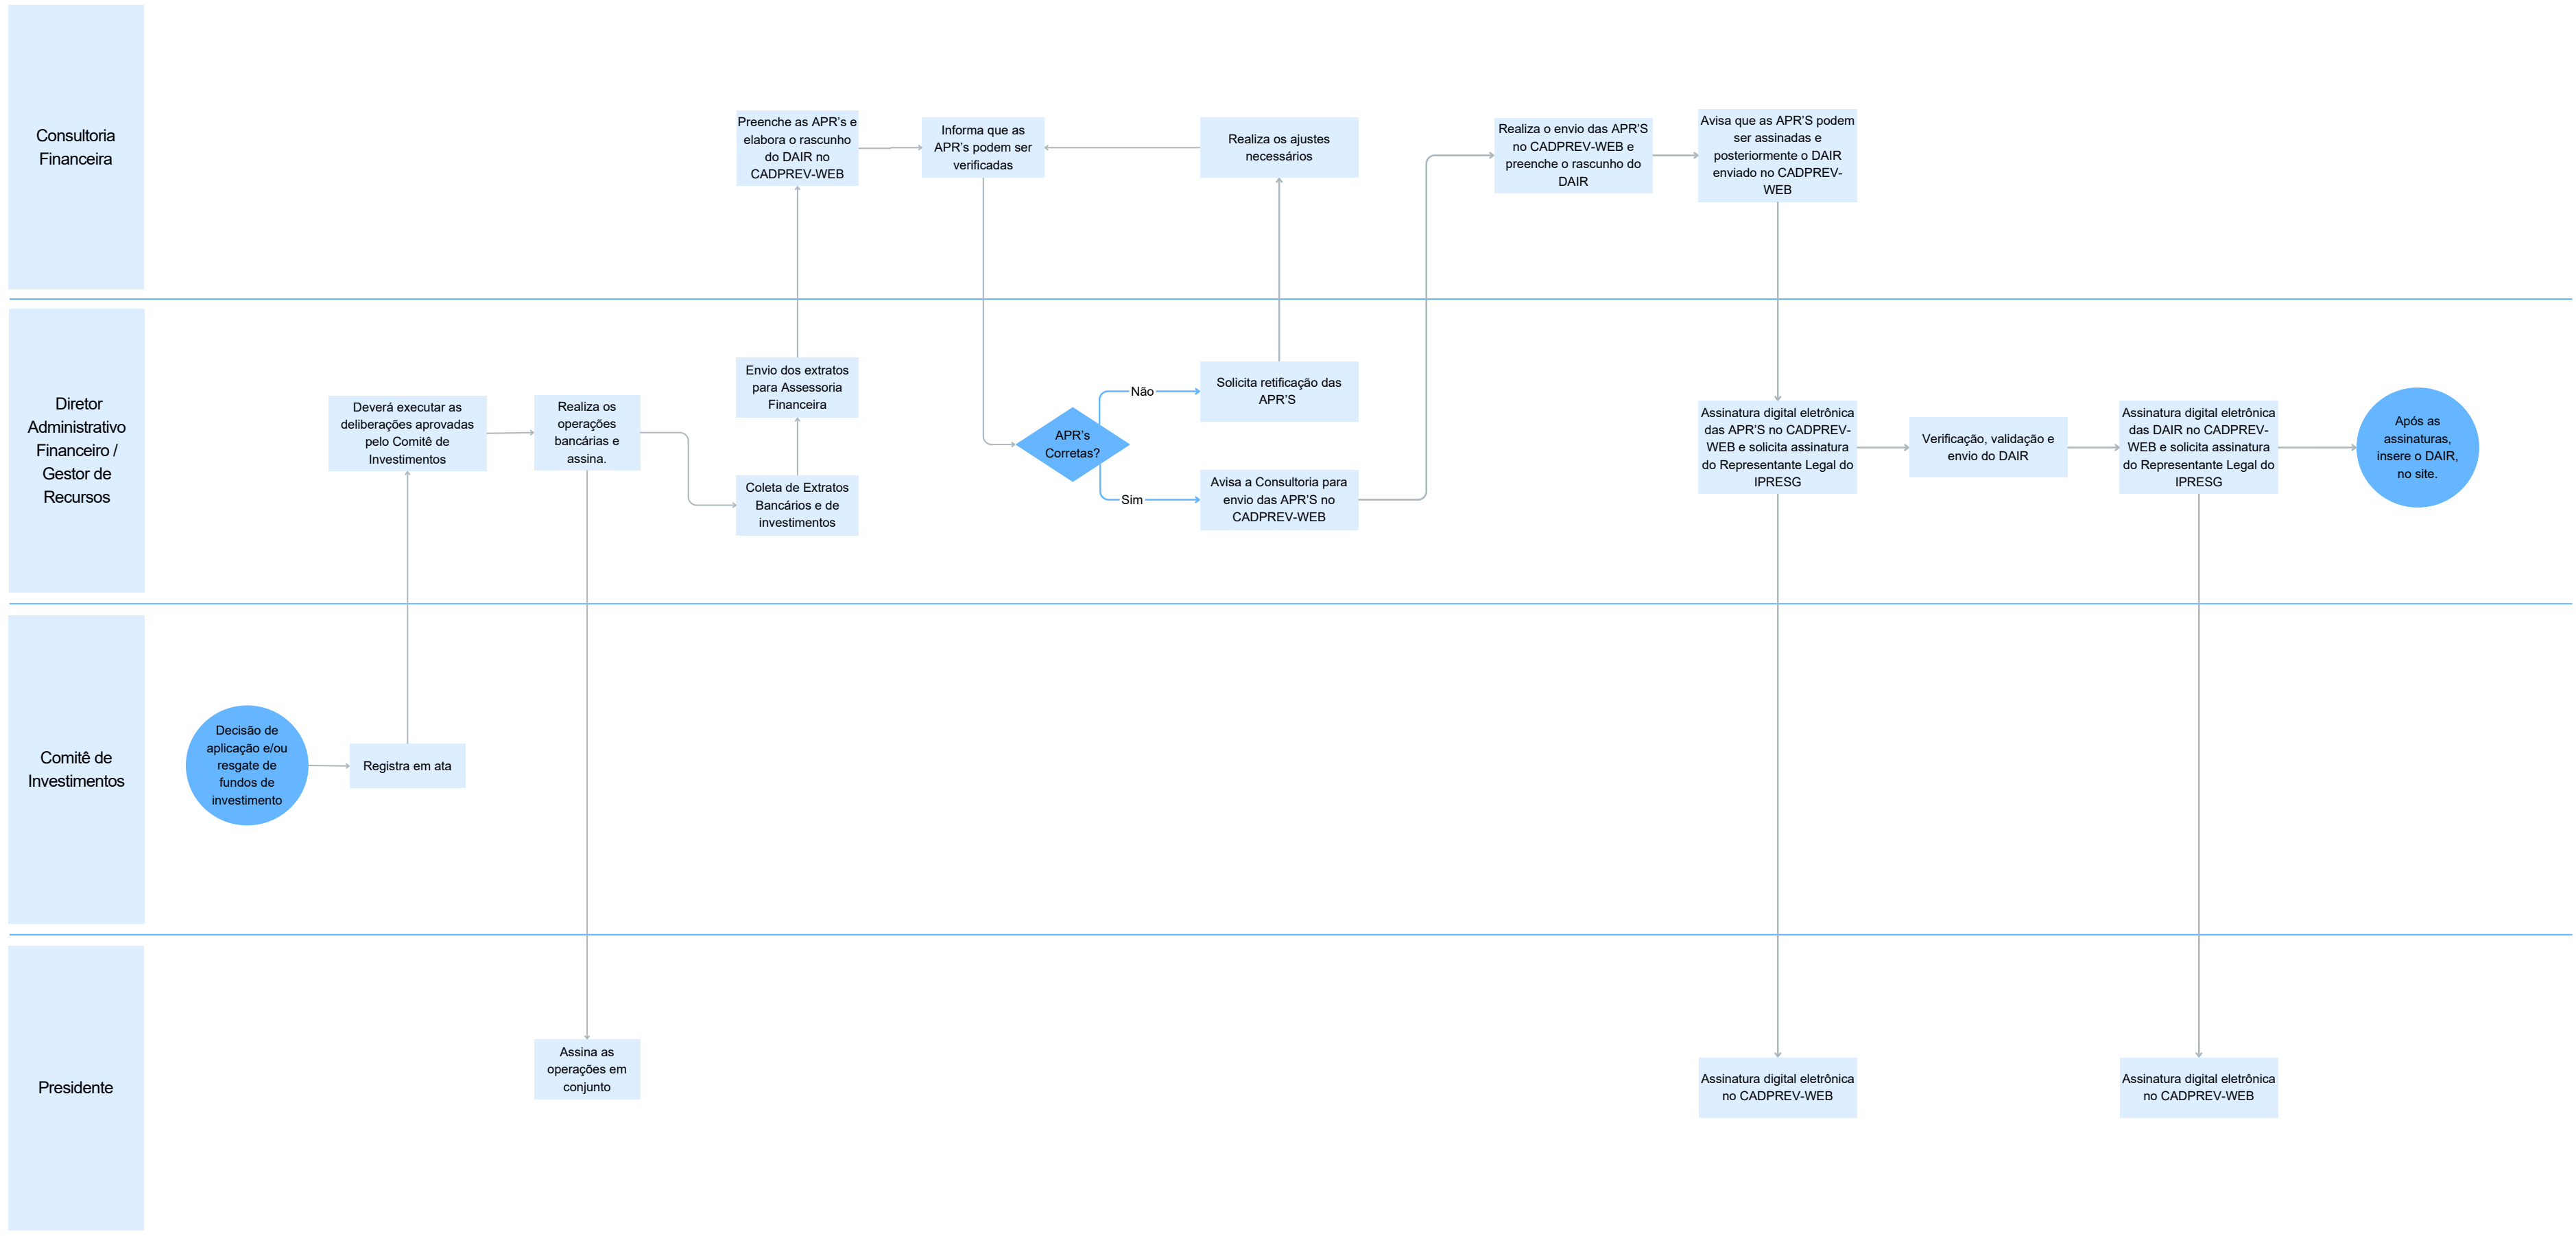 Consultoria
Financeira
Preenche as APR's e
elabora o rascunho
do DAIR no
CADPREV-WEB
Informa que as
APR's podem ser
verificadas
Realiza os ajustes
necessários
Realiza o envio das APR'S
no CADPREV-WEB e
preenche o rascunho do
DAIR
Avisa que as APR'S podem
ser assinadas e
posteriormente o DAIR
enviado no CADPREV-
WEB
Diretor
Administrativo
Financeiro /
Gestor de
Recursos
Deverá executar as
deliberações aprovadas
pelo Comitê de
Investimentos
Realiza os
operações
bancárias e
assina.
Envio dos extratos
para Assessoria
Financeira
Coleta de Extratos
Bancários e de
investimentos
APR's
Corretas?
Não
Solicita retificação das
APR'S
Sim
Avisa a Consultoria para
envio das APR'S no
CADPREV-WEB
Assinatura digital eletrônica
das APR'S no CADPREV-
WEB e solicita assinatura
do Representante Legal do
IPRESG
Verificação, validação e
envio do DAIR
Assinatura digital eletrônica
das DAIR no CADPREV-
WEB e solicita assinatura
do Representante Legal do
IPRESG
Após as
assinaturas,
insere o DAIR,
no site.
Comitê de
Investimentos
Decisão de
aplicação e/ou
resgate de
fundos de
investimento
Registra em ata
Presidente
Assina as
operações em
conjunto
Assinatura digital eletrônica
no CADPREV-WEB
Assinatura digital eletrônica
no CADPREV-WEB